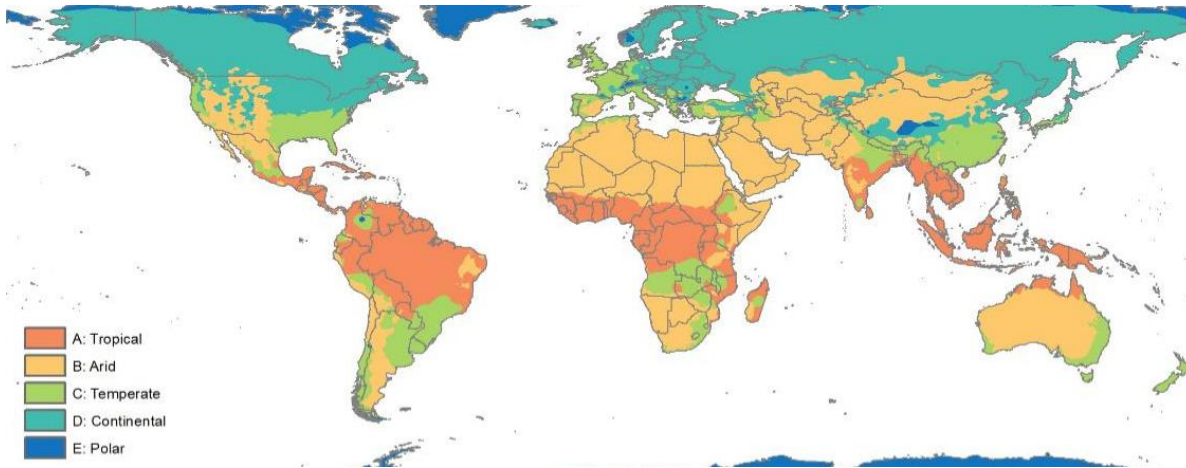 A: Tropical
B: Arid
C: Temperate
D: Continental
E: Polar